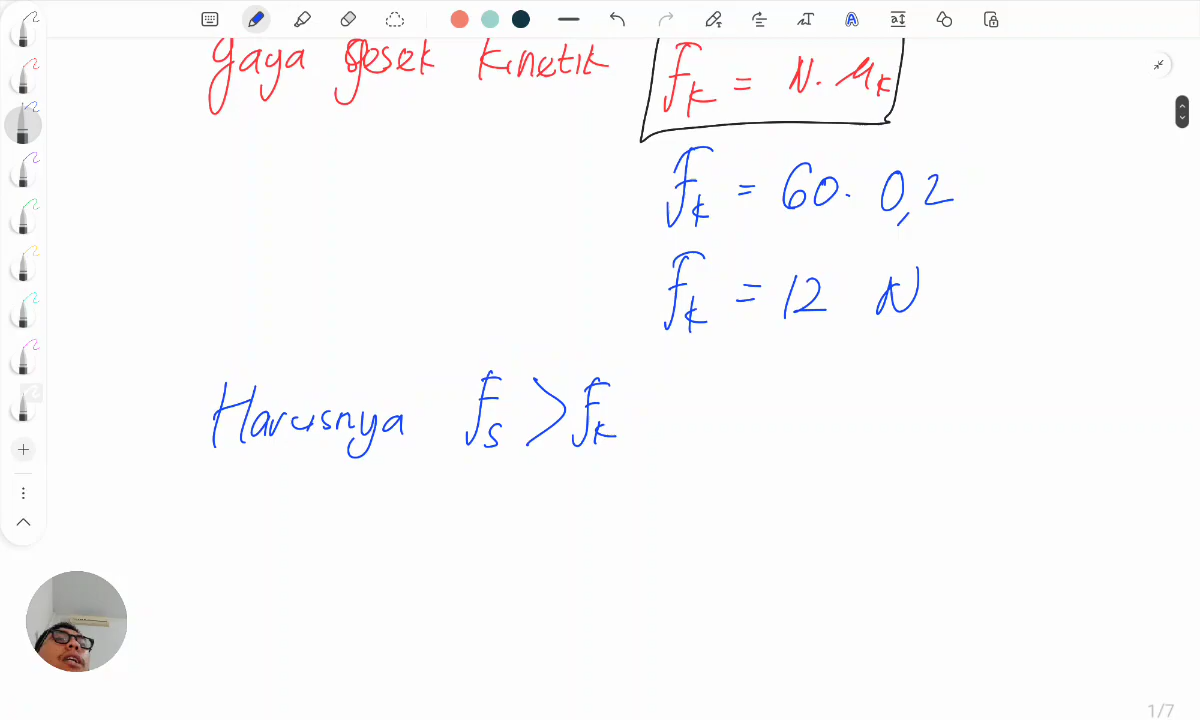 Gaya gesek kinetik fk = N. μk
fk = 60. 0,2
fk = 12 N
Harusnya fs > fk
1/7